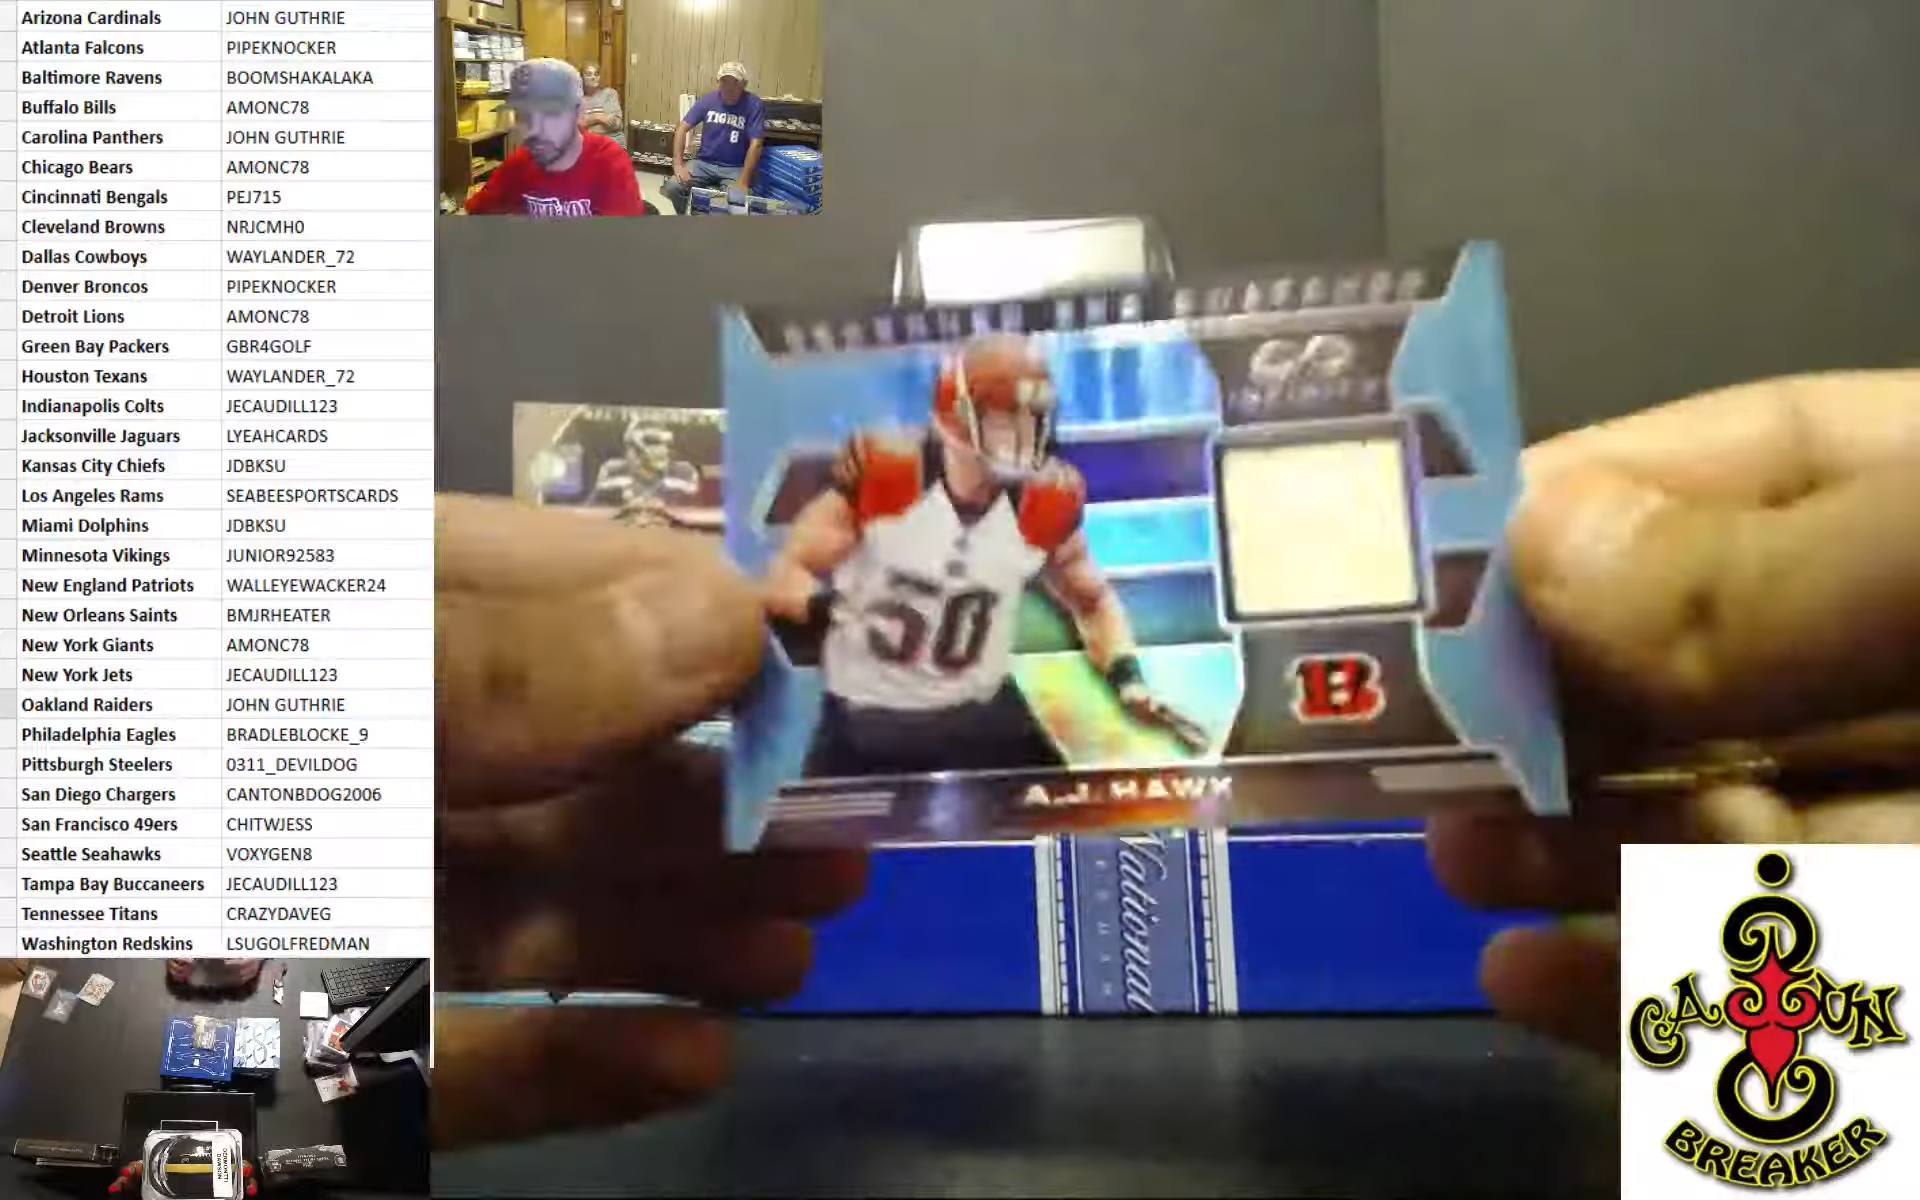 Arizona Cardinals JOHN GUTHRIE
Atlanta Falcons PIPEKNOCKER
Baltimore Ravens BOOMSHAKALAKA
Buffalo Bills AMONC78
Carolina Panthers JOHN GUTHRIE
Chicago Bears AMONC78
Cincinnati Bengals PEJ715
Cleveland Browns NRJCMH0
Dallas Cowboys WAYLANDER_72
Denver Broncos PIPEKNOCKER
Detroit Lions AMONC78
Green Bay Packers GBR4GOLF
Houston Texans WAYLANDER_72
Indianapolis Colts JECAUDILL123
Jacksonville Jaguars LYEAHCARDS
Kansas City Chiefs JDBKSU
Los Angeles Rams SEABEESPORTSCARDS
Miami Dolphins JDBKSU
Minnesota Vikings JUNIOR92583
New England Patriots WALLEYEWACKER24
New Orleans Saints BMJRHEATER
New York Giants AMONC78
New York Jets JECAUDILL123
Oakland Raiders JOHN GUTHRIE
Philadelphia Eagles BRADLEBLOCKE_9
Pittsburgh Steelers 0311_DEVILDOG
San Diego Chargers CANTONBDOG2006
San Francisco 49ers CHITWJESS
Seattle Seahawks VOXYGEN8
Tampa Bay Buccaneers JECAUDILL123
Tennessee Titans CRAZYDAVEG
Washington Redskins LSUGOLFREDMAN
TIGERS
8
INFINITY
50
B
A.J. HAWK
National
CAJUN
BREAKER